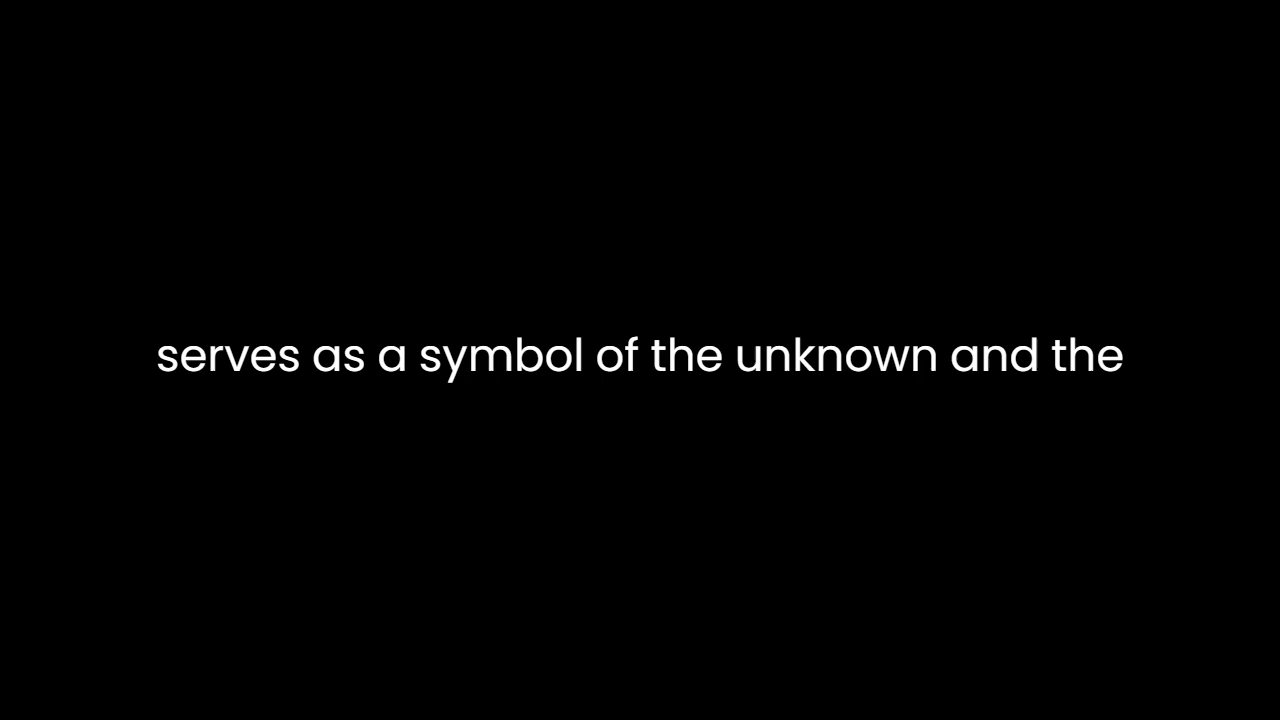 serves as a symbol of the unknown and the